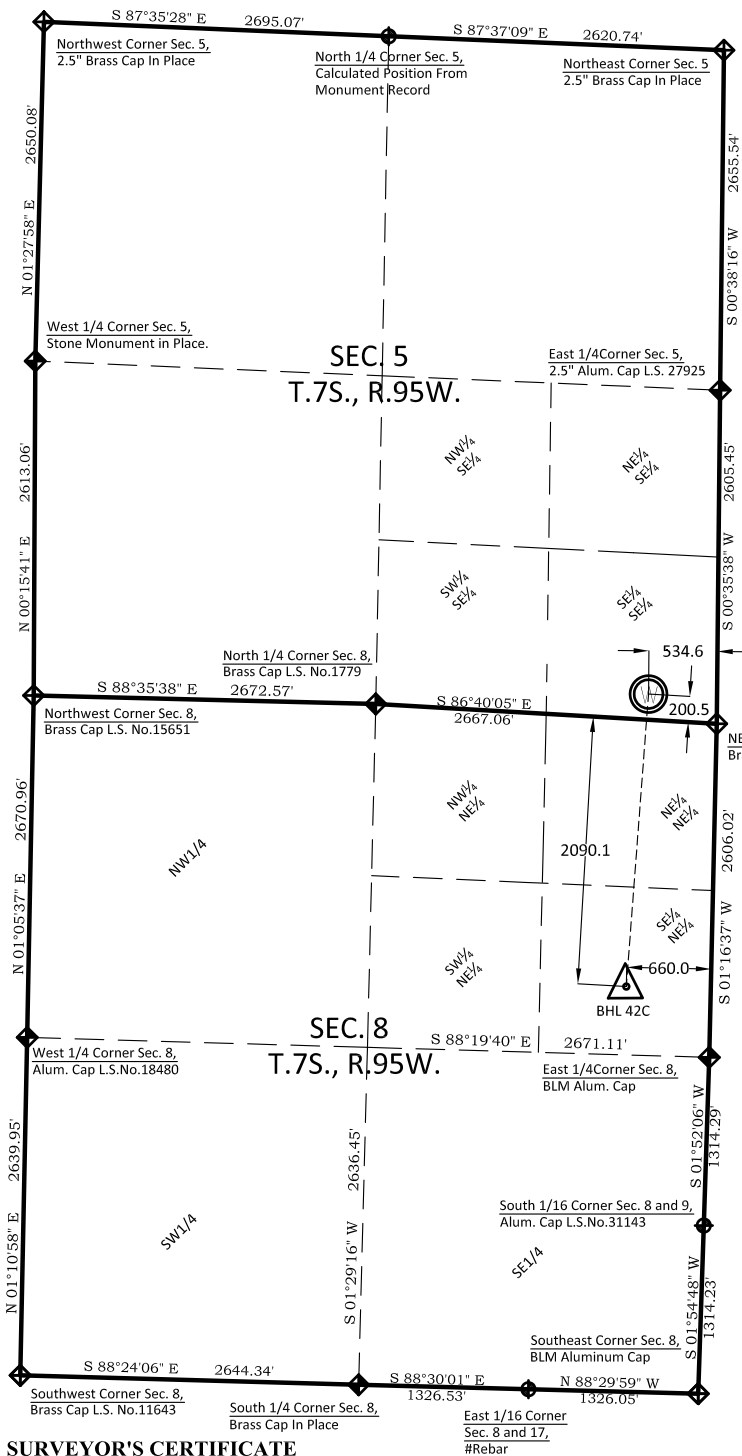 S 87°35'28" E 2695.07'
S 87°37'09" E 2620.74'
Northwest Corner Sec. 5,
2.5" Brass Cap In Place
North 1/4 Corner Sec. 5,
Calculated Position From
Monument Record
Northeast Corner Sec. 5
2.5" Brass Cap In Place
N 01°27'58" E 2650.08'
S 00°38'16" W 2655.54'
West 1/4 Corner Sec. 5,
Stone Monument in Place.
SEC. 5
T.7S., R.95W.
East 1/4Corner Sec. 5,
2.5" Alum. Cap L.S. 27925
NW¼
SE¼
NE¼
SE¼
N 00°15'41" E 2613.06'
S 00°35'38" W 2605.45'
SW¼
SE¼
SE¼
SE¼
534.6
North 1/4 Corner Sec. 8,
Brass Cap L.S. No.1779
S 88°35'38" E 2672.57'
S 86°40'05" E
2667.06'
W
200.5
Northwest Corner Sec. 8,
Brass Cap L.S. No.15651
NE
Br
NW¼
NE¼
NE¼
NE¼
N 01°05'37" E 2670.96'
NW1/4
2090.1
S 01°16'37" W 2606.02'
SW¼
NE¼
SE¼
NE¼
660.0
BHL 42C
SEC. 8
T.7S., R.95W.
S 88°19'40" E 2671.11'
West 1/4 Corner Sec. 8,
Alum. Cap L.S.No.18480
East 1/4Corner Sec. 8,
BLM Alum. Cap
S 01°52'06" W
1314.29'
N 01°10'58" E 2639.95'
SW1/4
S 01°29'16" W 2636.45'
South 1/16 Corner Sec. 8 and 9,
Alum. Cap L.S.No.31143
SE1/4
S 01°54'48" W
1314.23'
Southeast Corner Sec. 8,
BLM Aluminum Cap
S 88°24'06" E 2644.34'
S 88°30'01" E
1326.53'
N 88°29'59" W
1326.05'
Southwest Corner Sec. 8,
Brass Cap L.S. No.11643
South 1/4 Corner Sec. 8,
Brass Cap In Place
East 1/16 Corner
Sec. 8 and 17,
#Rebar
SURVEYOR'S CERTIFICATE